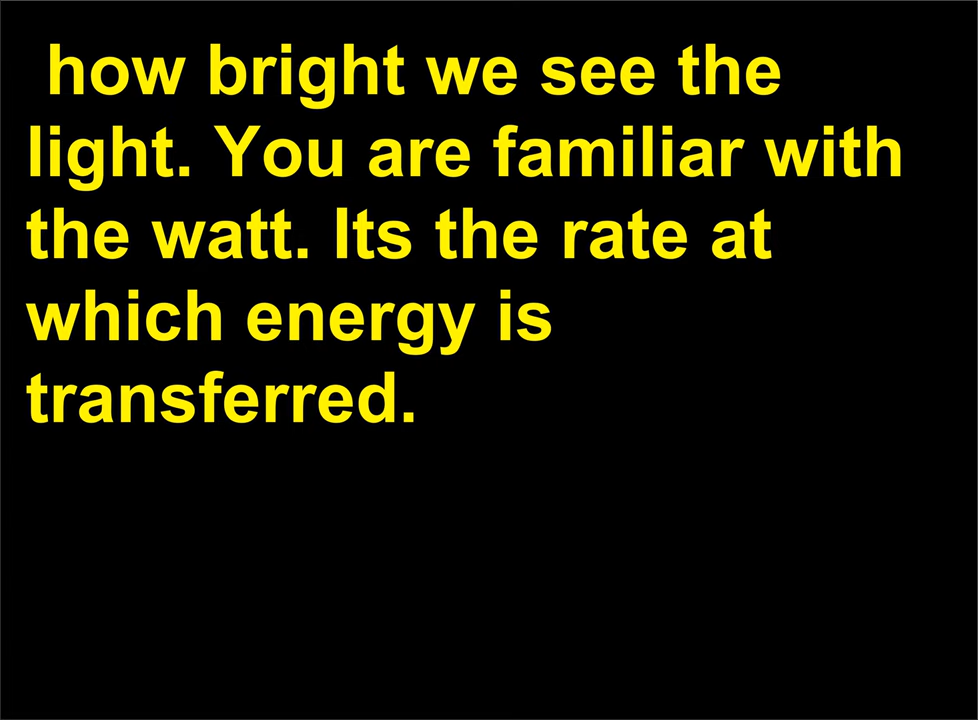 how bright we see the
light. You are familiar with
the watt. Its the rate at
which energy is
transferred.